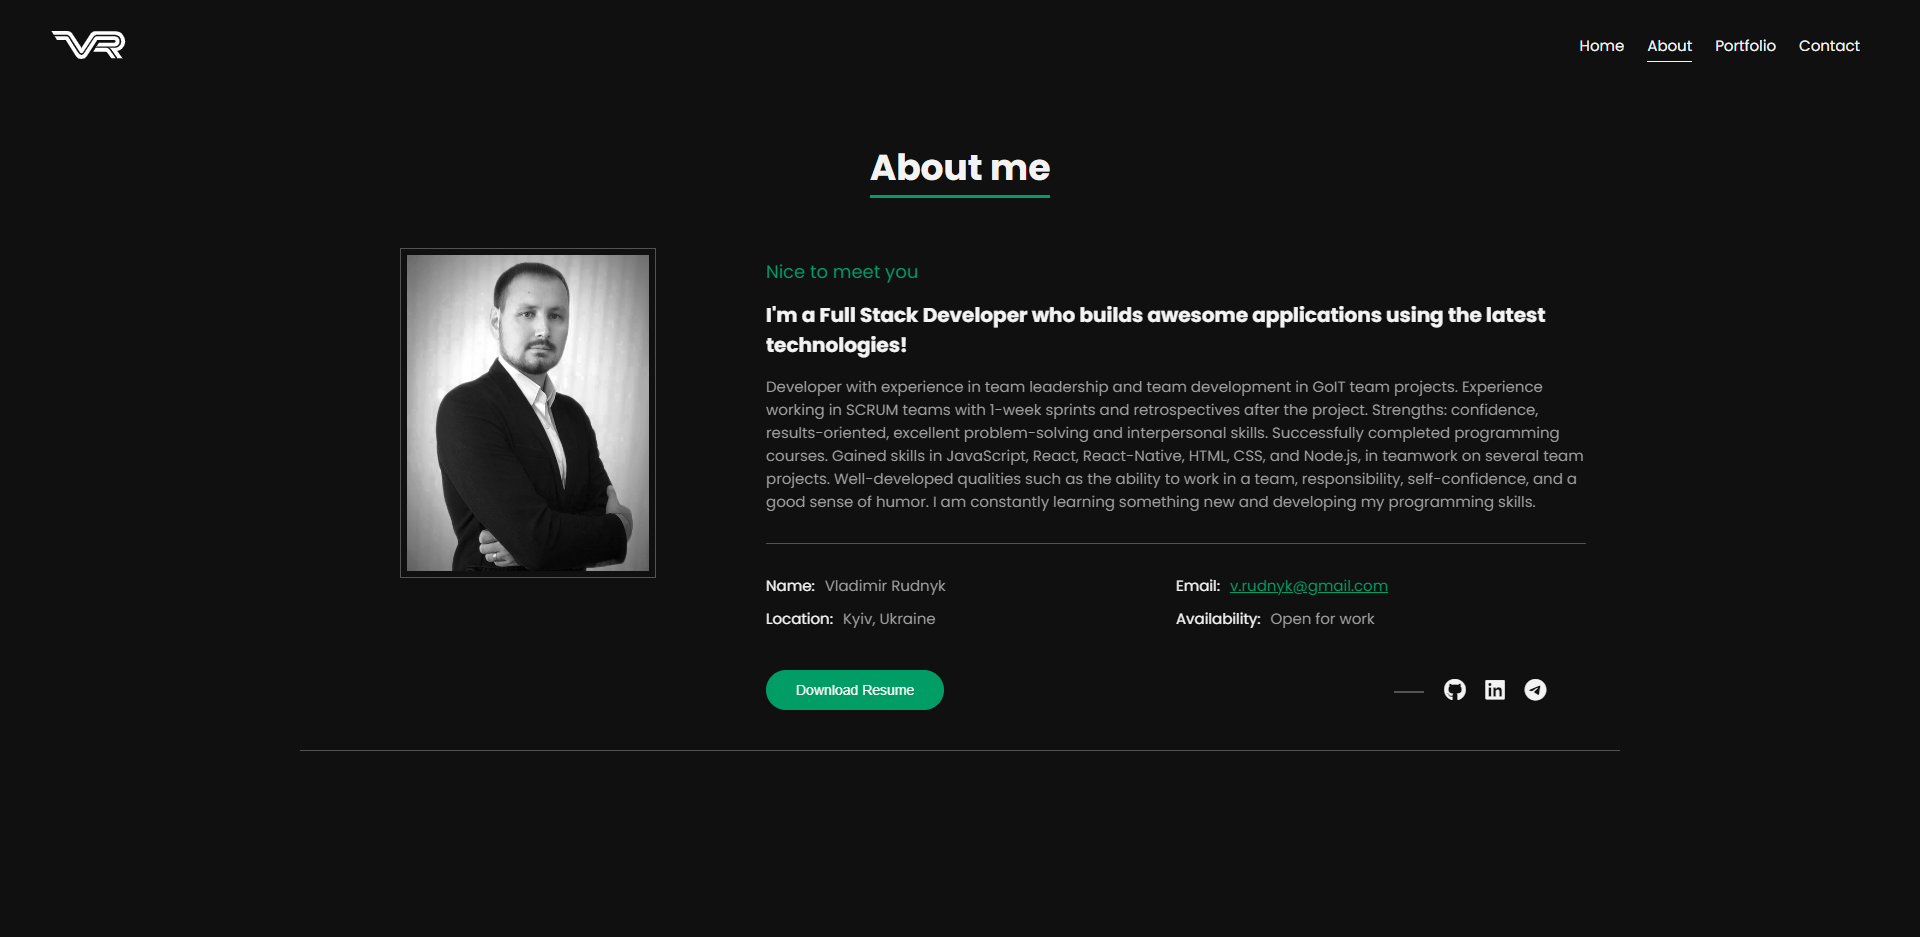 VR
Home About Portfolio Contact
About me
Nice to meet you
I'm a Full Stack Developer who builds awesome applications using the latest
technologies!
Developer with experience in team leadership and team development in GoIT team projects. Experience
working in SCRUM teams with 1-week sprints and retrospectives after the project. Strengths: confidence,
results-oriented, excellent problem-solving and interpersonal skills. Successfully completed programming
courses. Gained skills in JavaScript, React, React-Native, HTML, CSS, and Node.js, in teamwork on several team
projects. Well-developed qualities such as the ability to work in a team, responsibility, self-confidence, and a
good sense of humor. I am constantly learning something new and developing my programming skills.
Name: Vladimir Rudnyk Email: v.rudnyk@gmail.com
Location: Kyiv, Ukraine Availability: Open for work
Download Resume